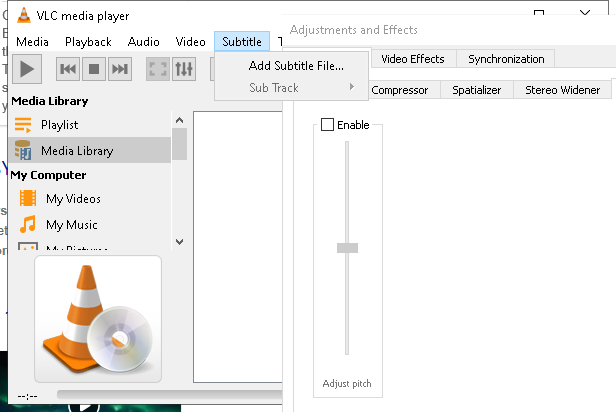 VLC media player
Adjustments and Effects
Media Playback Audio Video Subtitle T
Add Subtitle File...
Sub Track
Video Effects Synchronization
Compressor Spatializer Stereo Widener
Media Library
Playlist
Media Library
My Computer
My Videos
My Music
My Pictures
Enable
Adjust pitch
--:--